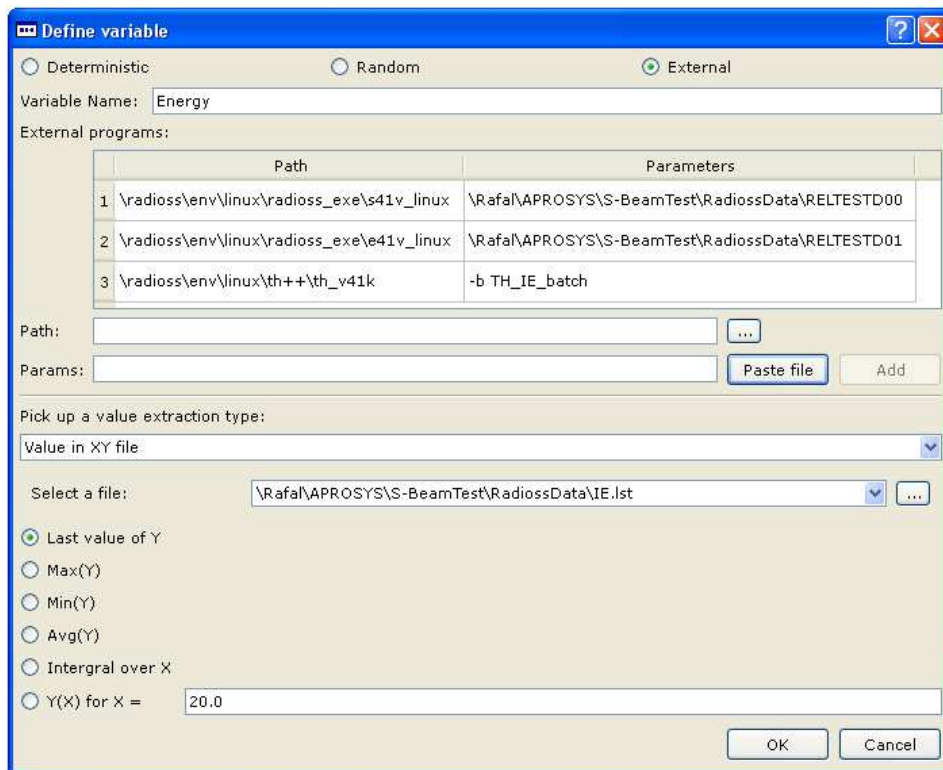 Define variable
Deterministic Random External
Variable Name: Energy
External programs:
Path Parameters
1 \radioss\env\linux\radioss_exe\s41v_linux \Rafal\APROSYS\S-BeamTest\RadiossData\RELTESTD00
2 \radioss\env\linux\radioss_exe\e41v_linux \Rafal\APROSYS\S-BeamTest\RadiossData\RELTESTD01
3 \radioss\env\linux\th++\th_v41k -b TH_IE_batch
Path: ...
Params: Paste file Add
Pick up a value extraction type:
Value in XY file
Select a file: \Rafal\APROSYS\S-BeamTest\RadiossData\IE.lst ...
Last value of Y
Max(Y)
Min(Y)
Avg(Y)
Intergral over X
Y(X) for X = 20.0
OK Cancel